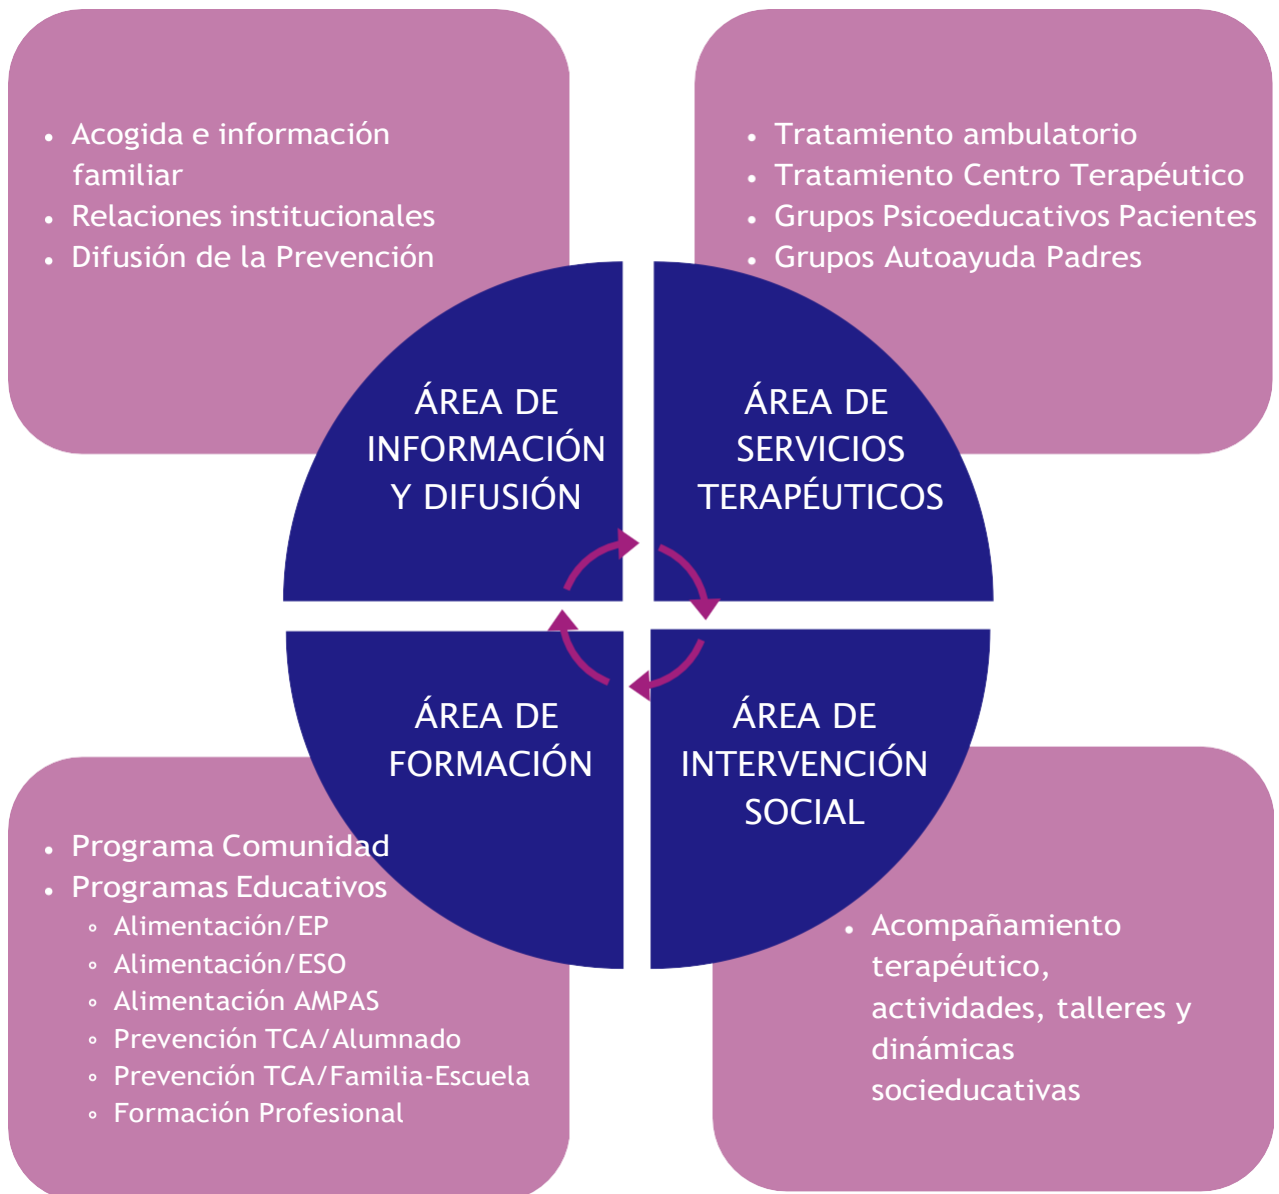 • Acogida e información
familiar
• Relaciones institucionales
• Difusión de la Prevención
• Tratamiento ambulatorio
• Tratamiento Centro Terapéutico
• Grupos Psicoeducativos Pacientes
• Grupos Autoayuda Padres
ÁREA DE
INFORMACIÓN
Y DIFUSIÓN
ÁREA DE
SERVICIOS
TERAPÉUTICOS
ÁREA DE
FORMACIÓN
ÁREA DE
INTERVENCIÓN
SOCIAL
• Programa Comunidad
• Programas Educativos
◦ Alimentación/EP
◦ Alimentación/ESO
◦ Alimentación AMPAS
◦ Prevención TCA/Alumnado
◦ Prevención TCA/Familia-Escuela
◦ Formación Profesional
• Acompañamiento
terapéutico,
actividades, talleres y
dinámicas
socieducativas